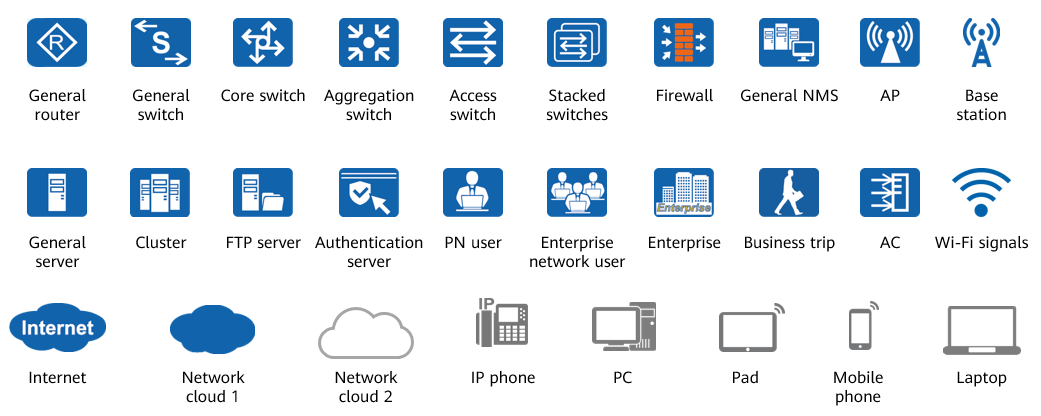 R
S
General
router
General
switch
Core switch
Aggregation
switch
Access
switch
Stacked
switches
Firewall
General NMS
AP
Base
station
Enterprise
General
server
Cluster
FTP server
Authentication
server
PN user
Enterprise
network user
Enterprise
Business trip
AC
Wi-Fi signals
Internet
IP
Internet
Network
cloud 1
Network
cloud 2
IP phone
PC
Pad
Mobile
phone
Laptop